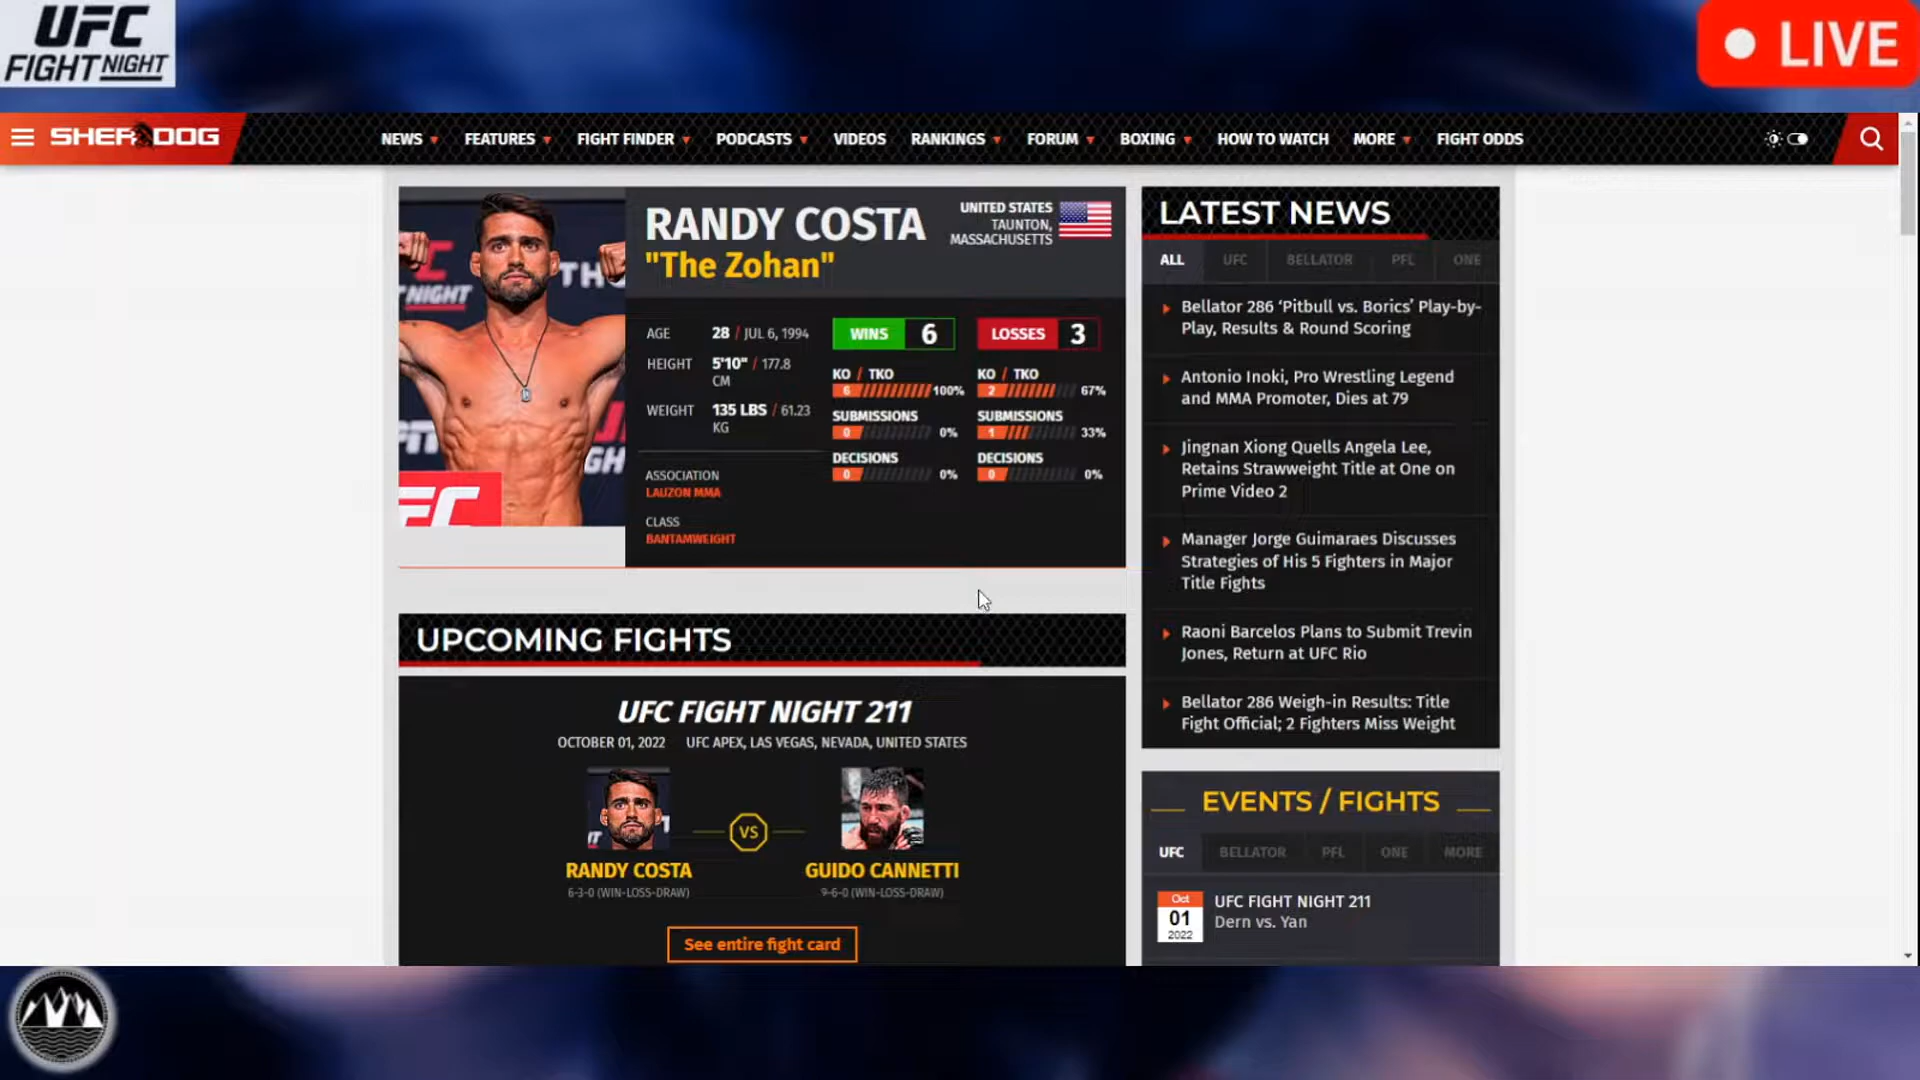 UFC
FIGHT NIGHT
LIVE
SHERDOG
NEWS
FEATURES
FIGHT FINDER
PODCASTS
VIDEOS
RANKINGS
FORUM
BOXING
HOW TO WATCH
MORE
FIGHT ODDS
RANDY COSTA
"The Zohan"
UNITED STATES
TAUNTON,
MASSACHUSETTS
AGE
28 / JUL 6, 1994
HEIGHT
5'10" / 177.8
CM
WEIGHT
135 LBS / 61.23
KG
ASSOCIATION
LAUZON MMA
CLASS
BANTAMWEIGHT
WINS 6
KO / TKO
6 100%
SUBMISSIONS
0 0%
DECISIONS
0 0%
LOSSES 3
KO / TKO
2 67%
SUBMISSIONS
1 33%
DECISIONS
0 0%
UPCOMING FIGHTS
UFC FIGHT NIGHT 211
OCTOBER 01, 2022 UFC APEX, LAS VEGAS, NEVADA, UNITED STATES
VS
RANDY COSTA
6-3-0 (WIN-LOSS-DRAW)
GUIDO CANNETTI
9-6-0 (WIN-LOSS-DRAW)
See entire fight card
LATEST NEWS
ALL
UFC
BELLATOR
PFL
ONE
Bellator 286 ‘Pitbull vs. Borics’ Play-by-
Play, Results & Round Scoring
Antonio Inoki, Pro Wrestling Legend
and MMA Promoter, Dies at 79
Jingnan Xiong Quells Angela Lee,
Retains Strawweight Title at One on
Prime Video 2
Manager Jorge Guimaraes Discusses
Strategies of His 5 Fighters in Major
Title Fights
Raoni Barcelos Plans to Submit Trevin
Jones, Return at UFC Rio
Bellator 286 Weigh-in Results: Title
Fight Official; 2 Fighters Miss Weight
EVENTS / FIGHTS
UFC
BELLATOR
PFL
ONE
MORE
Oct
01
2022
UFC FIGHT NIGHT 211
Dern vs. Yan